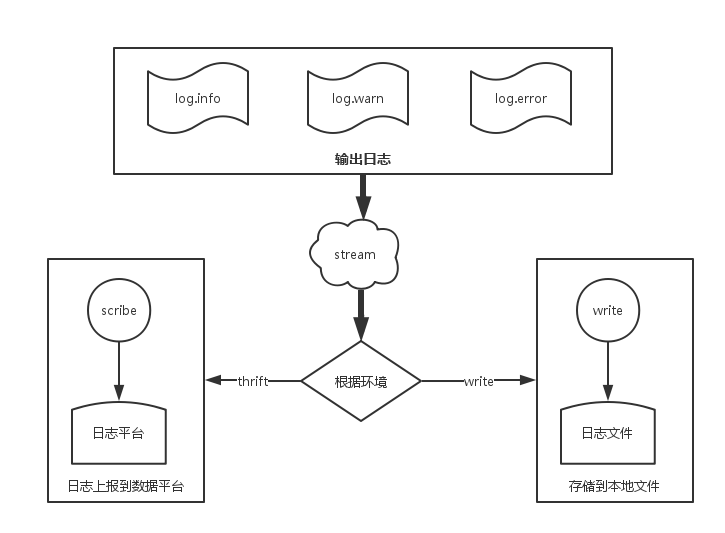 log.info
log.warn
log.error
输出日志
stream
scribe
write
thrift
根据环境
write
日志平台
日志文件
日志上报到数据平台
存储到本地文件